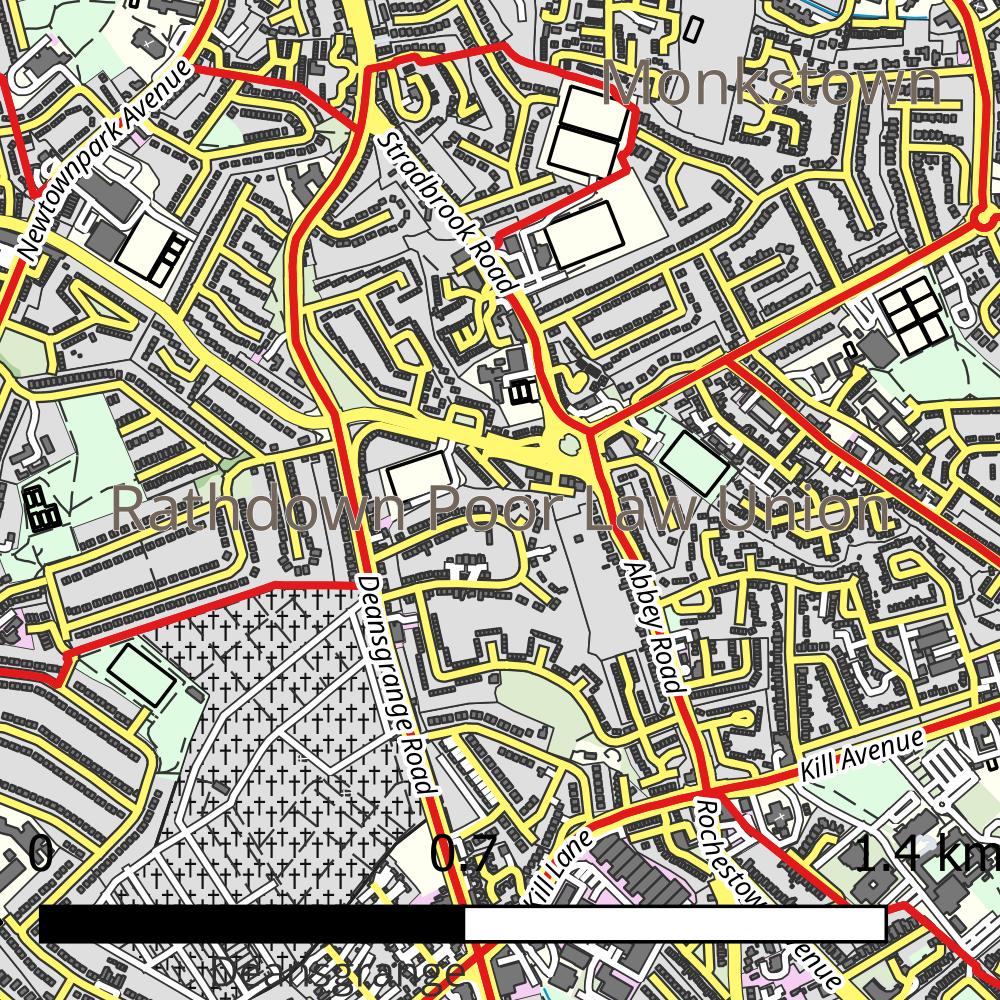 Monkstown
Newtownpark Avenue
Stradbrook Road
Rathdown Poor Law Union
Abbey Road
Deansgrange Road
Kill Avenue
Rochestown Avenue
Kill Lane
0 0.7 1.4 km
Deansgrange